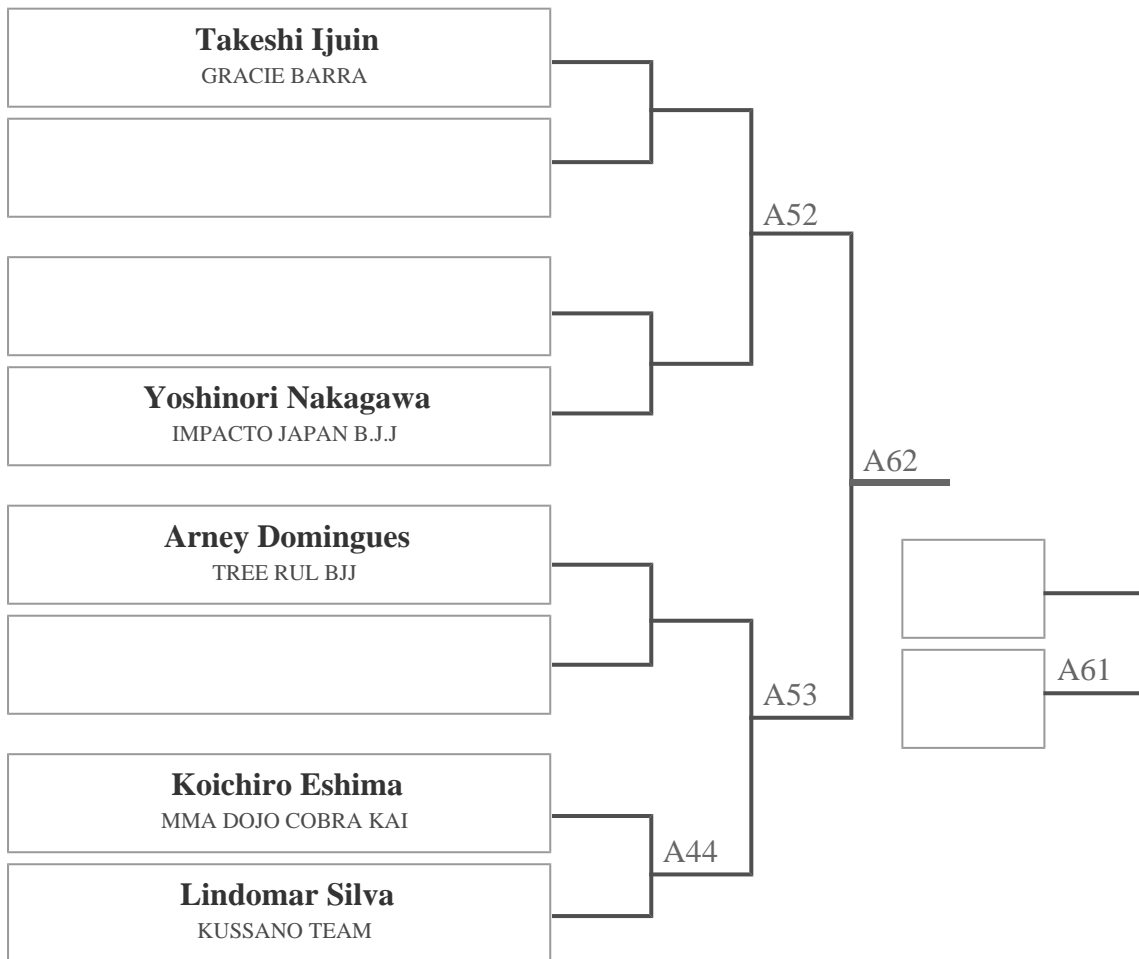 Takeshi Ijuin
GRACIE BARRA
A52
Yoshinori Nakagawa
IMPACTO JAPAN B.J.J
A62
Arney Domingues
TREE RUL BJJ
A61
A53
Koichiro Eshima
MMA DOJO COBRA KAI
A44
Lindomar Silva
KUSSANO TEAM